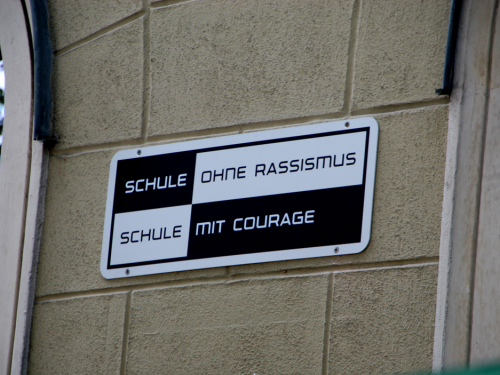 SCHULE OHNE RASSISMUS
SCHULE MIT COURAGE